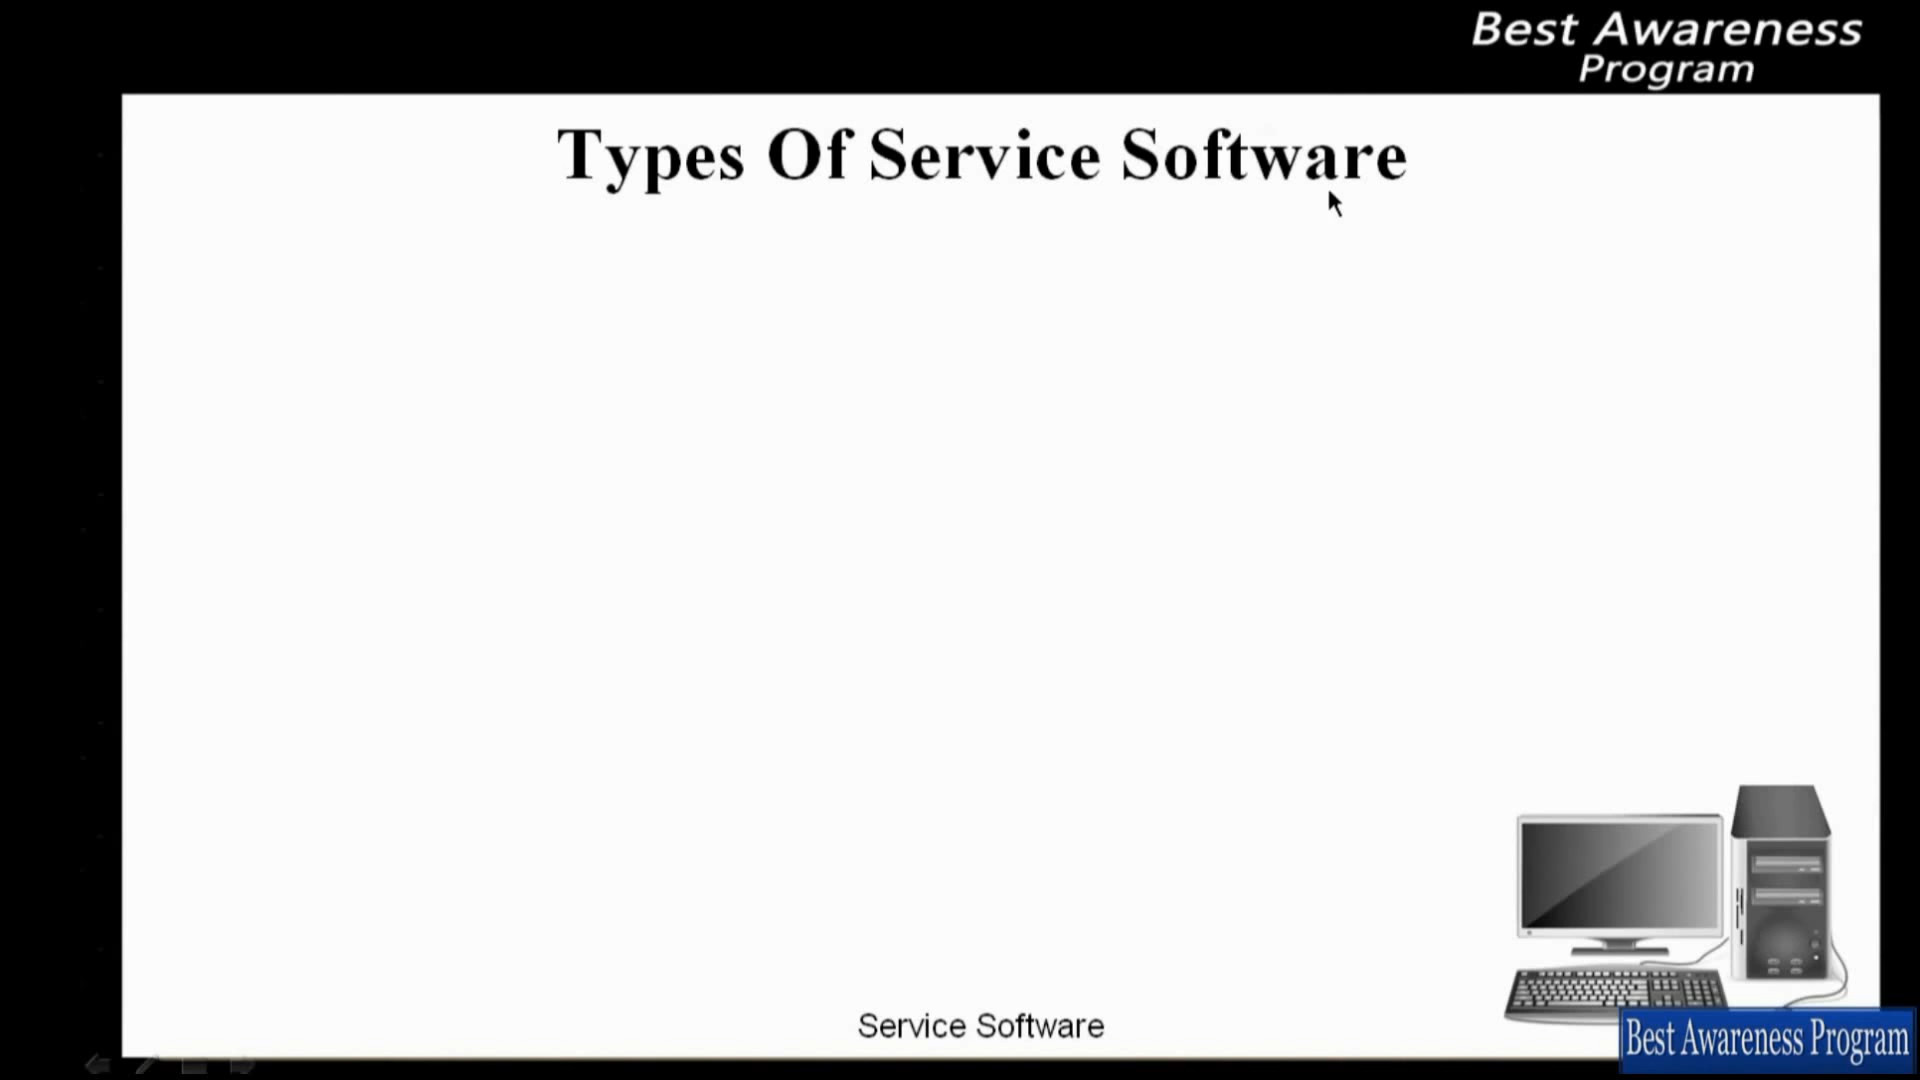 Best Awareness
Program
Types Of Service Software
Service Software
Best Awareness Program